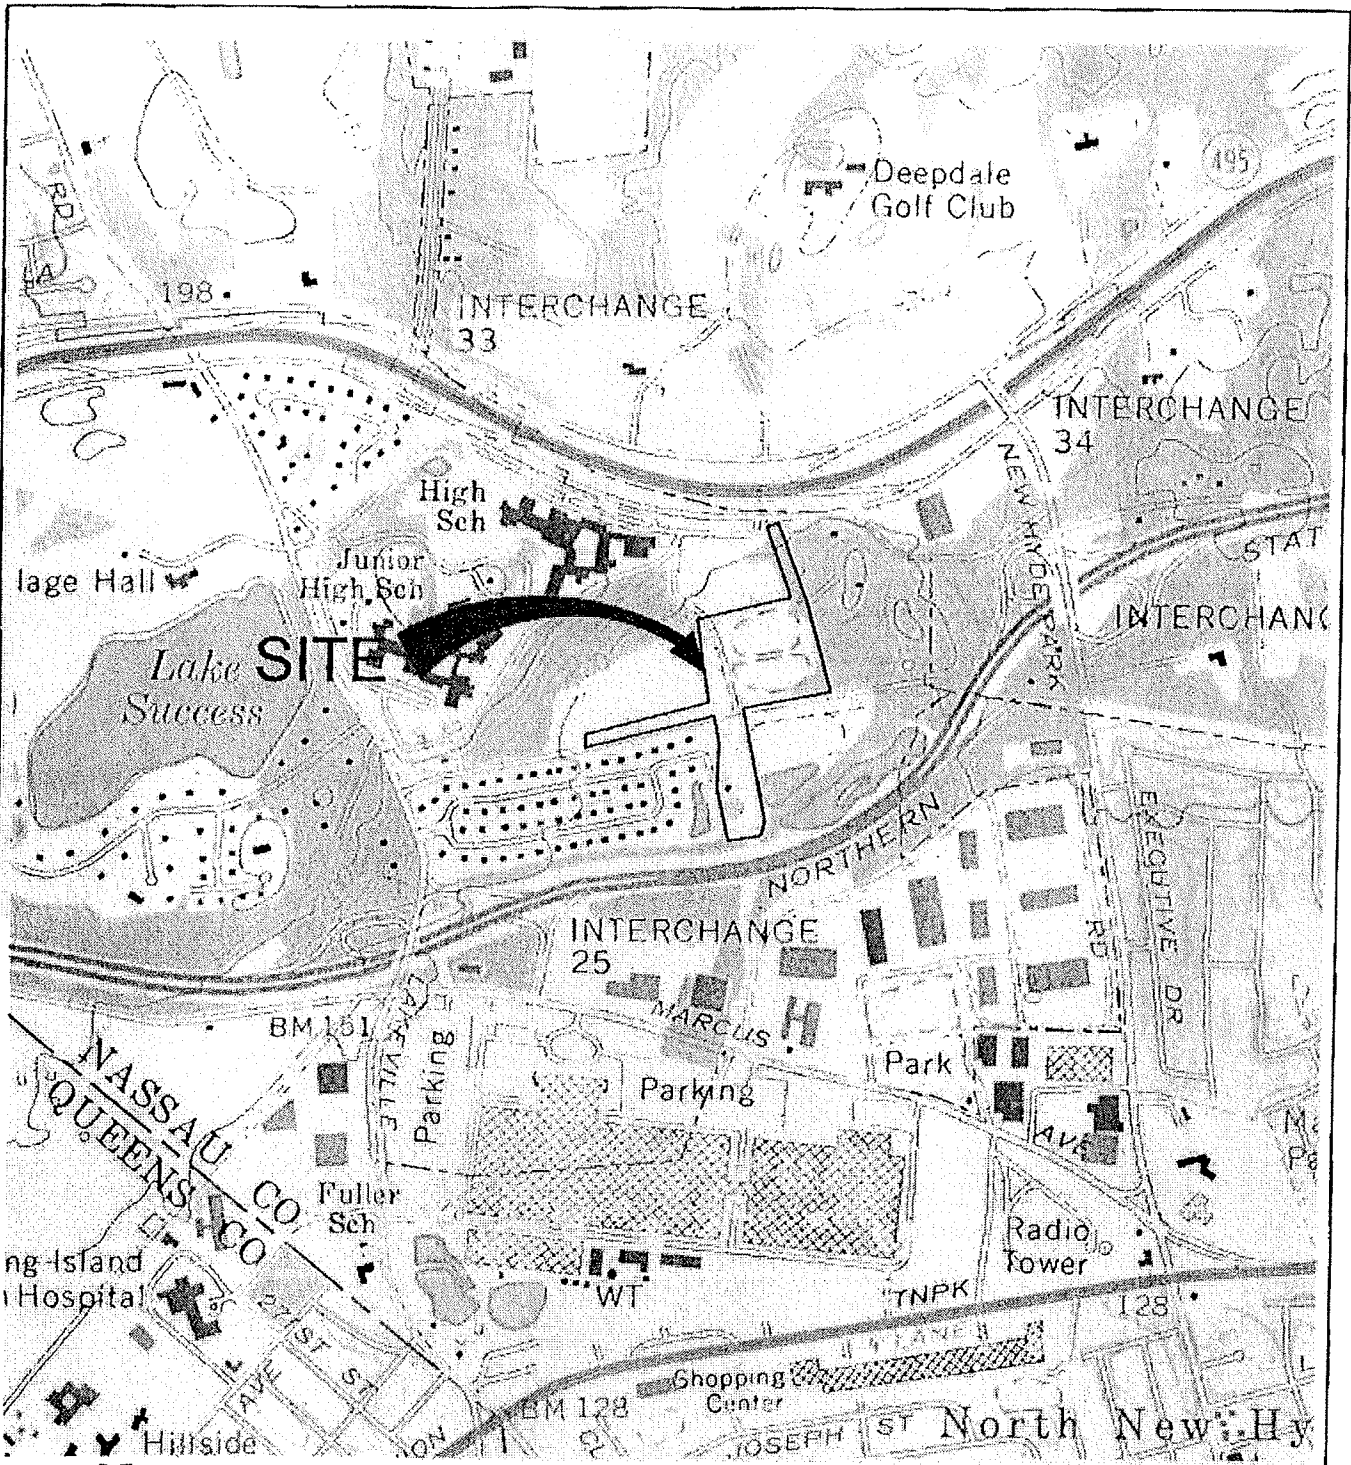 Deepdale
Golf Club
495
RD
198
INTERCHANGE
33
INTERCHANGE
34
NEW HYDE PARK
High
Sch
Junior
High Sch
STAT
lage Hall
INTERCHANG
SITE
Lake
Success
NORTHERN
EXECUTIVE DR
RD
INTERCHANGE
25
MARCUS
AVE
LAKEVILLE
BM 151
Parking
Parking
Park
NASSAU CO
QUEENS CO
Fuller
Sch
Radio
Tower
ng Island
Hospital
WT
TNPK
128
LANE
271 ST ST
AVE
Shopping
Center
BM 128
Hillside
ON
JOSEPH ST
North New Hy